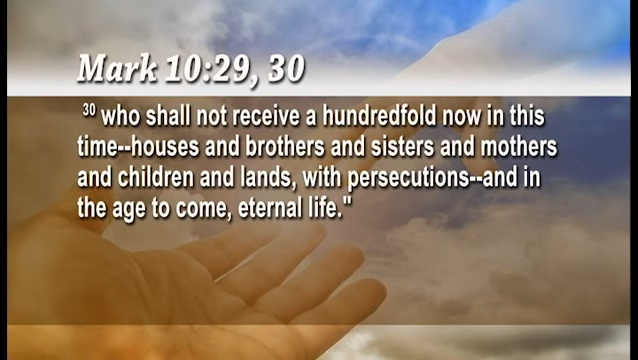 Mark 10:29, 30
30 who shall not receive a hundredfold now in this
time--houses and brothers and sisters and mothers
and children and lands, with persecutions--and in
the age to come, eternal life."